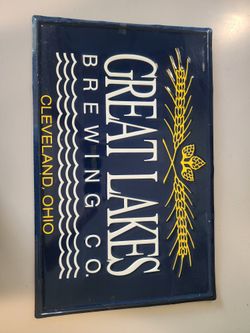 GREAT LAKES
BREWING CO.
CLEVELAND, OHIO